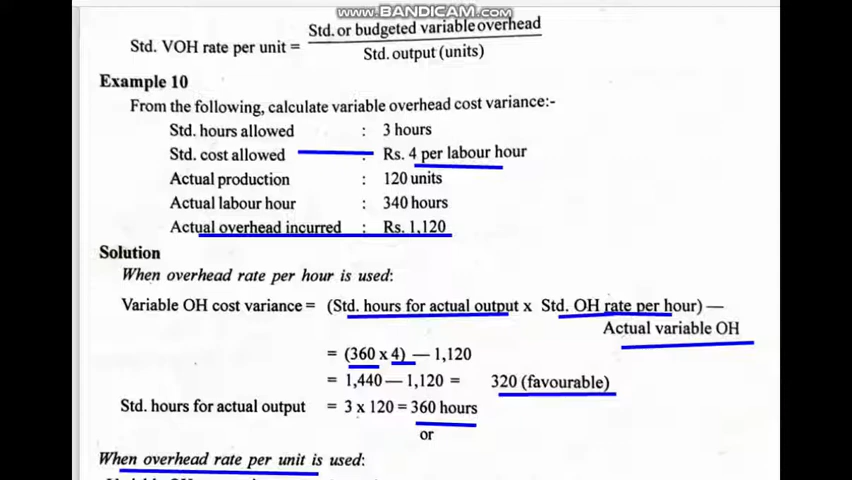 www.BANDICAM.com
Std. VOH rate per unit = Std. or budgeted variable overhead
Std. output (units)
Example 10
From the following, calculate variable overhead cost variance:-
Std. hours allowed : 3 hours
Std. cost allowed : Rs. 4 per labour hour
Actual production : 120 units
Actual labour hour : 340 hours
Actual overhead incurred : Rs. 1,120
Solution
When overhead rate per hour is used:
Variable OH cost variance = (Std. hours for actual output x Std. OH rate per hour) —
Actual variable OH
= (360 x 4) — 1,120
= 1,440 — 1,120 = 320 (favourable)
Std. hours for actual output = 3 x 120 = 360 hours
or
When overhead rate per unit is used: